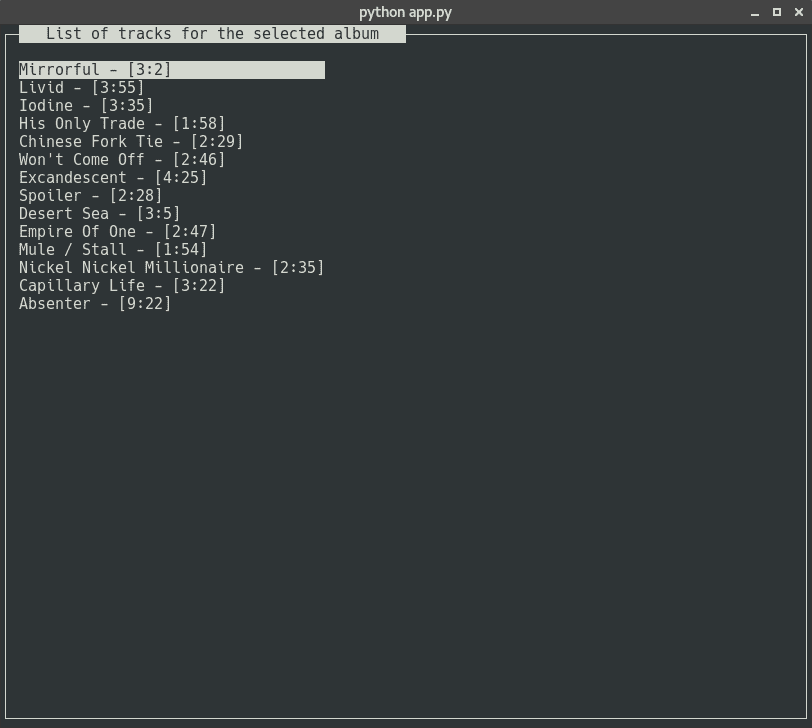 python app.py
List of tracks for the selected album
Mirrorful - [3:2]
Livid - [3:55]
Iodine - [3:35]
His Only Trade - [1:58]
Chinese Fork Tie - [2:29]
Won't Come Off - [2:46]
Excandescent - [4:25]
Spoiler - [2:28]
Desert Sea - [3:5]
Empire Of One - [2:47]
Mule / Stall - [1:54]
Nickel Nickel Millionaire - [2:35]
Capillary Life - [3:22]
Absenter - [9:22]